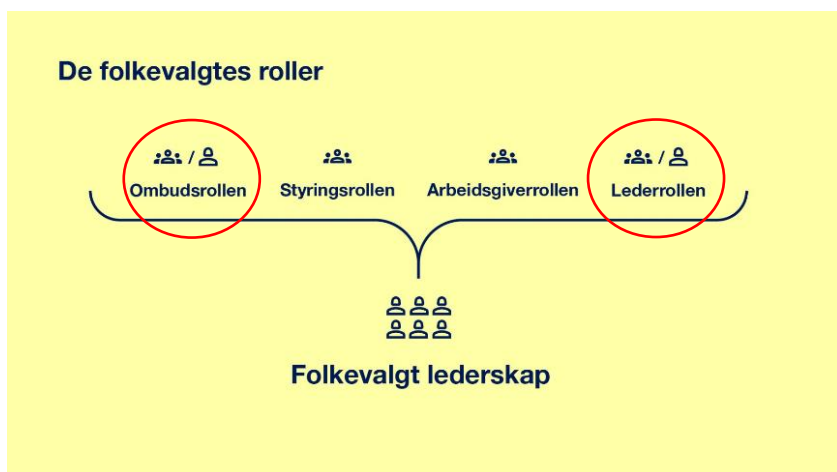 De folkevalgtes roller
/ /
Ombudsrollen Styringsrollen Arbeidsgiverrollen Lederrollen
Folkevalgt lederskap